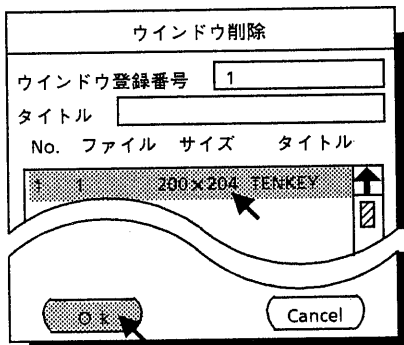 ウインドウ削除
ウインドウ登録番号 1
タイトル
No. ファイル サイズ タイトル
1 1 200×204 TENKEY
Ok Cancel